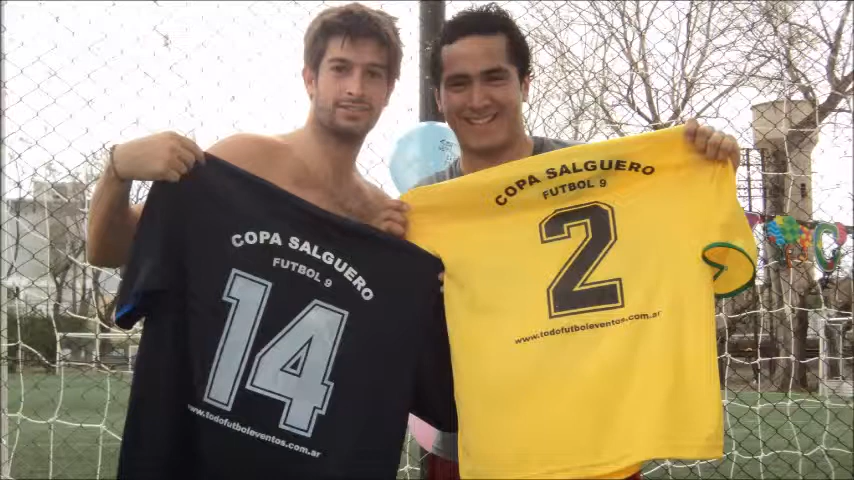 COPA SALGUERO
FUTBOL 9
14
www.todofutboleventos.com.ar
COPA SALGUERO
FUTBOL 9
2
www.todofutboleventos.com.ar